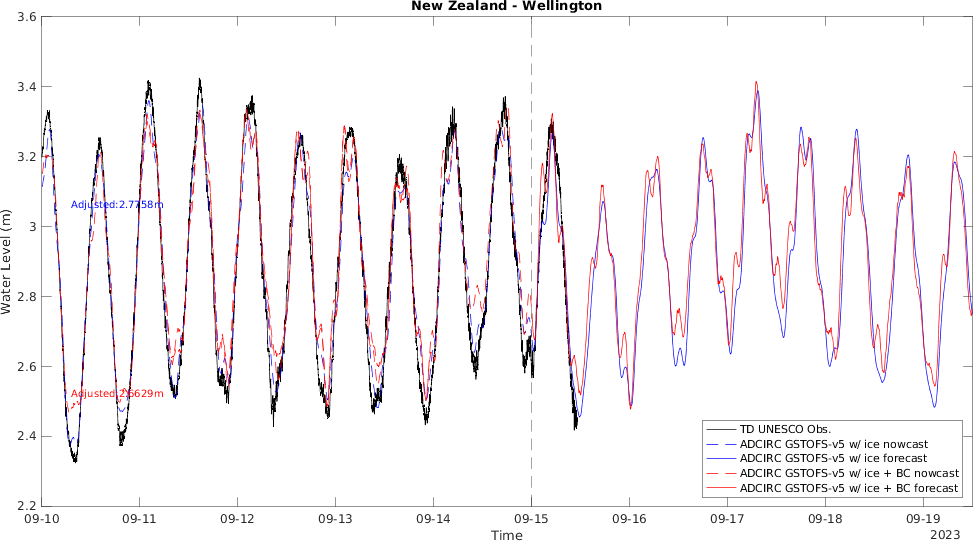 New Zealand - Wellington
3.6
3.4
3.2
3
2.8
2.6
2.4
2.2
Water Level (m)
Adjusted:2.7758m
Adjusted:2.6629m
TD UNESCO Obs.
ADCIRC GSTOFS-v5 w/ ice nowcast
ADCIRC GSTOFS-v5 w/ ice forecast
ADCIRC GSTOFS-v5 w/ ice + BC nowcast
ADCIRC GSTOFS-v5 w/ ice + BC forecast
09-10 09-11 09-12 09-13 09-14 09-15 09-16 09-17 09-18 09-19
Time
2023